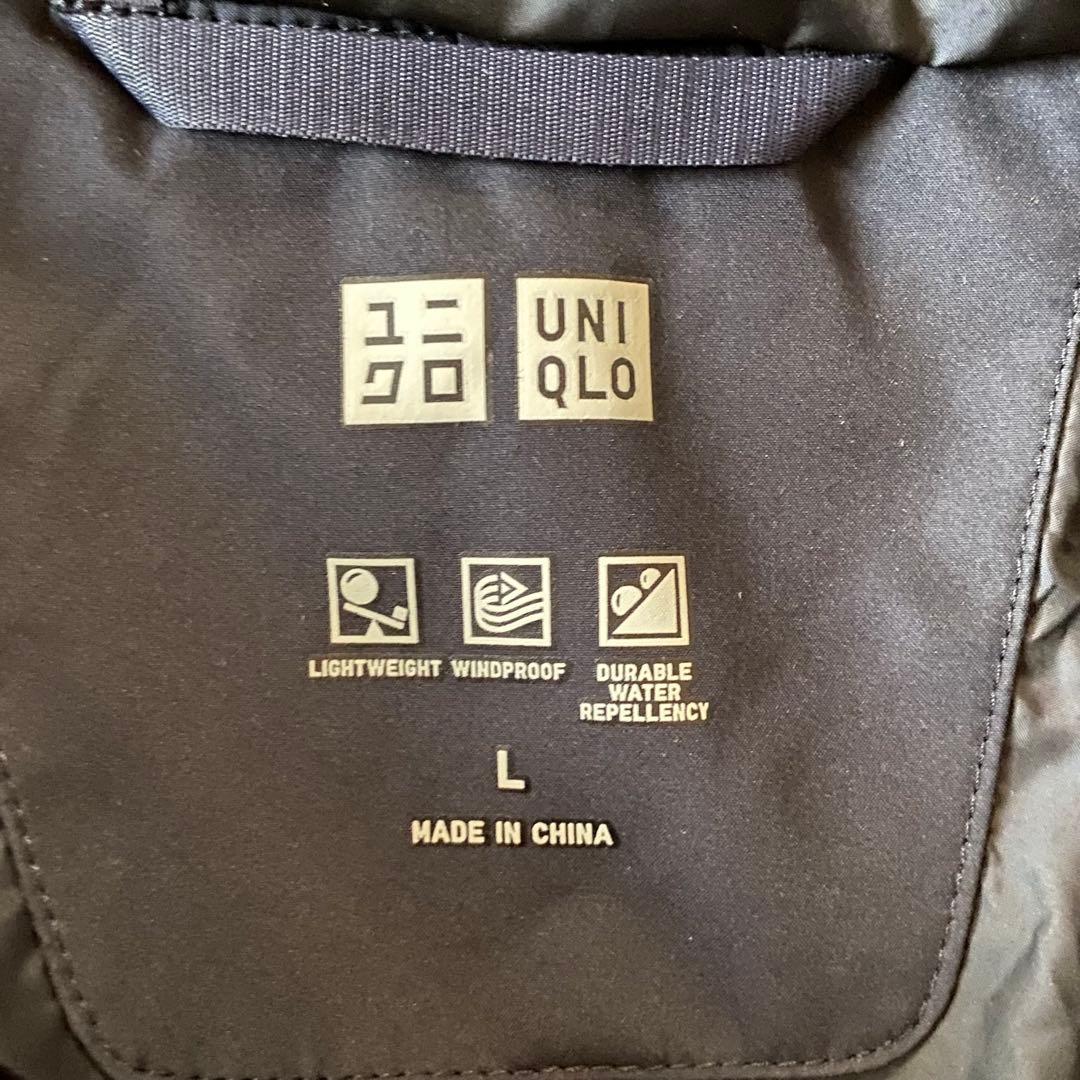 ユニ
クロ
UNI
QLO
LIGHTWEIGHT
WINDPROOF
DURABLE
WATER
REPELLENCY
L
MADE IN CHINA